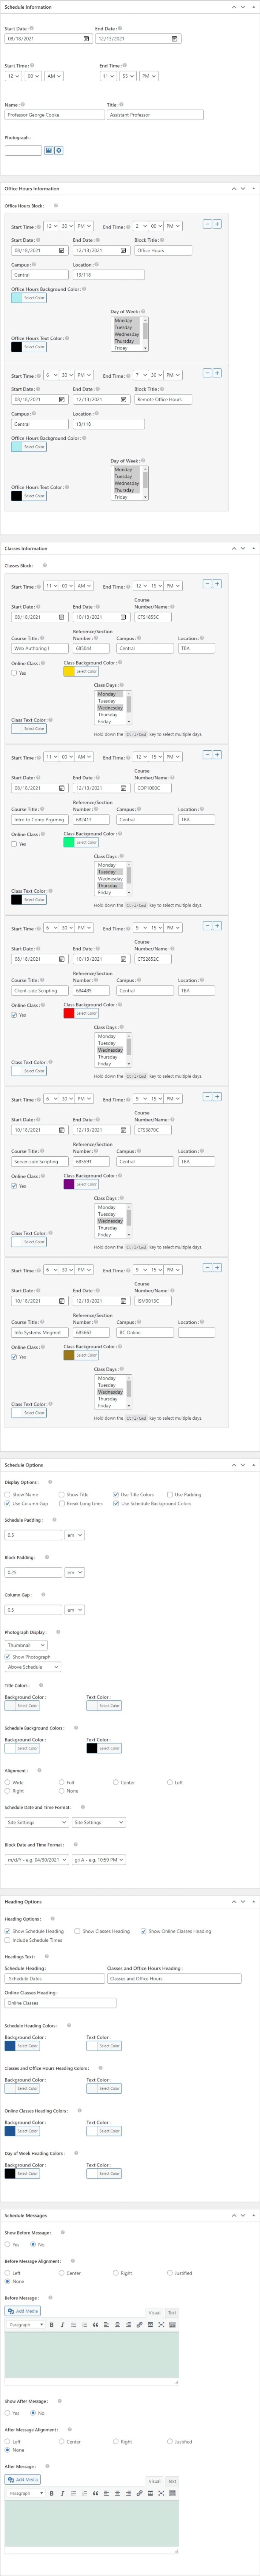 Schedule Information
Start Date: End Date:
08/18/2021 12/13/2021
Start Time: End Time:
12 00 AM 11 55 PM
Name: Title:
Professor George Cooke Assistant Professor
Photograph:
Office Hours Information
Office Hours Block:
Start Time: 12 30 PM End Time: 2 00 PM
Start Date: End Date: Block Title:
08/18/2021 12/13/2021 Office Hours
Campus: Location:
Central 13/118
Office Hours Background Color:
Select Color
Day of Week:
Monday
Tuesday
Wednesday
Thursday
Friday
Office Hours Text Color:
Select Color
Start Time: 6 30 PM End Time: 7 30 PM
Start Date: End Date: Block Title:
08/18/2021 12/13/2021 Remote Office Hours
Campus: Location:
Central 13/118
Office Hours Background Color:
Select Color
Day of Week:
Monday
Tuesday
Wednesday
Thursday
Friday
Office Hours Text Color:
Select Color
Classes Information
Classes Block:
Start Time: 11 00 AM End Time: 12 15 PM
Start Date: End Date: Course Number/Name:
08/18/2021 12/13/2021 CTS1855C
Course Title: Reference/Section Number: Campus: Location:
Web Authoring I 685044 Central TBA
Online Class: Class Background Color:
Yes Select Color
Class Days:
Monday
Tuesday
Wednesday
Thursday
Friday
Class Text Color:
Select Color Hold down the Ctrl/Cmd key to select multiple days.
Start Time: 11 00 AM End Time: 12 15 PM
Start Date: End Date: Course Number/Name:
08/18/2021 12/13/2021 COP1000C
Course Title: Reference/Section Number: Campus: Location:
Intro to Comp Prgrmng 682413 Central TBA
Online Class: Class Background Color:
Yes Select Color
Class Days:
Monday
Tuesday
Wednesday
Thursday
Friday
Class Text Color:
Select Color Hold down the Ctrl/Cmd key to select multiple days.
Start Time: 6 30 PM End Time: 9 15 PM
Start Date: End Date: Course Number/Name:
08/18/2021 10/13/2021 CTS2852C
Course Title: Reference/Section Number: Campus: Location:
Client-side Scripting 684489 Central TBA
Online Class: Class Background Color:
Yes Select Color
Class Days:
Monday
Tuesday
Wednesday
Thursday
Friday
Class Text Color:
Select Color Hold down the Ctrl/Cmd key to select multiple days.
Start Time: 6 30 PM End Time: 9 15 PM
Start Date: End Date: Course Number/Name:
10/18/2021 12/13/2021 CTS3870C
Course Title: Reference/Section Number: Campus: Location:
Server-side Scripting 685591 Central TBA
Online Class: Class Background Color:
Yes Select Color
Class Days:
Monday
Tuesday
Wednesday
Thursday
Friday
Class Text Color:
Select Color Hold down the Ctrl/Cmd key to select multiple days.
Start Time: 6 30 PM End Time: 9 15 PM
Start Date: End Date: Course Number/Name:
10/18/2021 12/13/2021 ISM3013C
Course Title: Reference/Section Number: Campus: Location:
Info Systems Mngmnt 685663 BC Online
Online Class: Class Background Color:
Yes Select Color
Class Days:
Monday
Tuesday
Wednesday
Thursday
Friday
Class Text Color:
Select Color Hold down the Ctrl/Cmd key to select multiple days.
Schedule Options
Display Options:
Show Name Show Title Use Title Colors Use Padding
Use Column Gap Break Long Lines Use Schedule Background Colors
Schedule Padding:
0.5 em
Block Padding:
0.25 em
Column Gap:
0.5 em
Photograph Display:
Thumbnail
Show Photograph
Above Schedule
Title Colors:
Background Color: Text Color:
Select Color Select Color
Schedule Background Colors:
Background Color: Text Color:
Select Color Select Color
Alignment:
Wide Full Center Left
Right None
Schedule Date and Time Format:
Site Settings Site Settings
Block Date and Time Format:
m/d/Y - e.g. 04/30/2021 g:i A - e.g. 10:59 PM
Heading Options
Heading Options:
Show Schedule Heading Show Classes Heading Show Online Classes Heading
Include Schedule Times
Headings Text:
Schedule Heading: Classes and Office Hours Heading:
Schedule Dates Classes and Office Hours
Online Classes Heading:
Online Classes
Schedule Heading Colors:
Background Color: Text Color:
Select Color Select Color
Classes and Office Hours Heading Colors:
Background Color: Text Color:
Select Color Select Color
Online Classes Heading Colors:
Background Color: Text Color:
Select Color Select Color
Day of Week Heading Colors:
Background Color: Text Color:
Select Color Select Color
Schedule Messages
Show Before Message:
Yes No
Before Message Alignment:
Left Center Right Justified
None
Before Message:
Add Media Visual Text
Paragraph B I
Show After Message:
Yes No
After Message Alignment:
Left Center Right Justified
None
After Message:
Add Media Visual Text
Paragraph B I